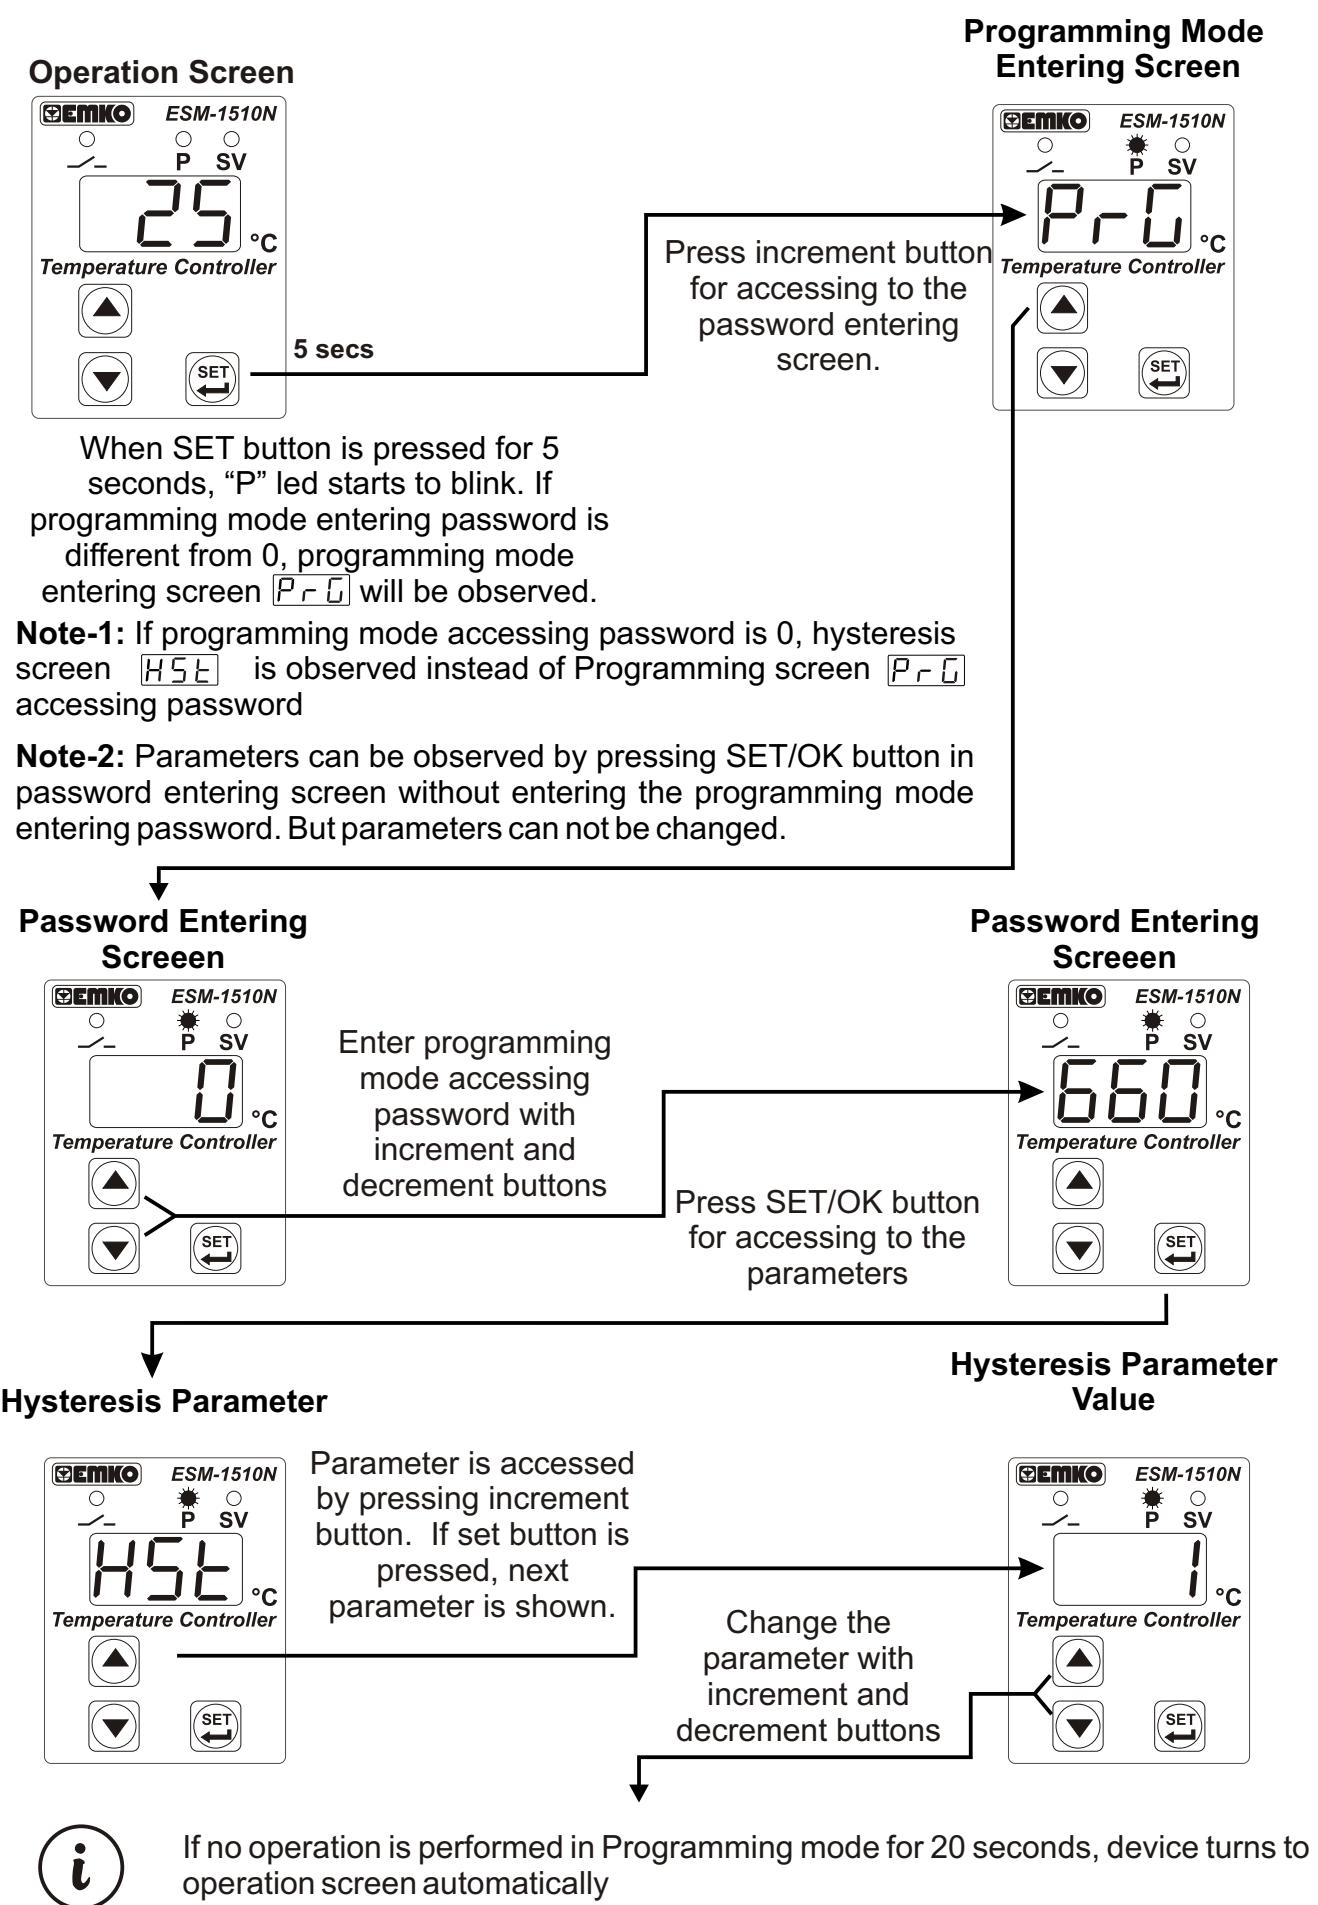 Programming Mode
Entering Screen
Operation Screen
EMKO ESM-1510N
P SV
25
°C
Temperature Controller
SET
5 secs
Press increment button
for accessing to the
password entering
screen.
EMKO ESM-1510N
P SV
PrG
°C
Temperature Controller
SET
When SET button is pressed for 5
seconds, “P” led starts to blink. If
programming mode entering password is
different from 0, programming mode
entering screen PrG will be observed.
Note-1: If programming mode accessing password is 0, hysteresis
screen HSt is observed instead of Programming screen PrG
accessing password
Note-2: Parameters can be observed by pressing SET/OK button in
password entering screen without entering the programming mode
entering password. But parameters can not be changed.
Password Entering
Screeen
EMKO ESM-1510N
P SV
0
°C
Temperature Controller
SET
Enter programming
mode accessing
password with
increment and
decrement buttons
Password Entering
Screeen
EMKO ESM-1510N
P SV
660
°C
Temperature Controller
SET
Press SET/OK button
for accessing to the
parameters
Hysteresis Parameter
EMKO ESM-1510N
P SV
HSt
°C
Temperature Controller
SET
Parameter is accessed
by pressing increment
button. If set button is
pressed, next
parameter is shown.
Hysteresis Parameter
Value
EMKO ESM-1510N
P SV
1
°C
Temperature Controller
SET
Change the
parameter with
increment and
decrement buttons
i
If no operation is performed in Programming mode for 20 seconds, device turns to
operation screen automatically